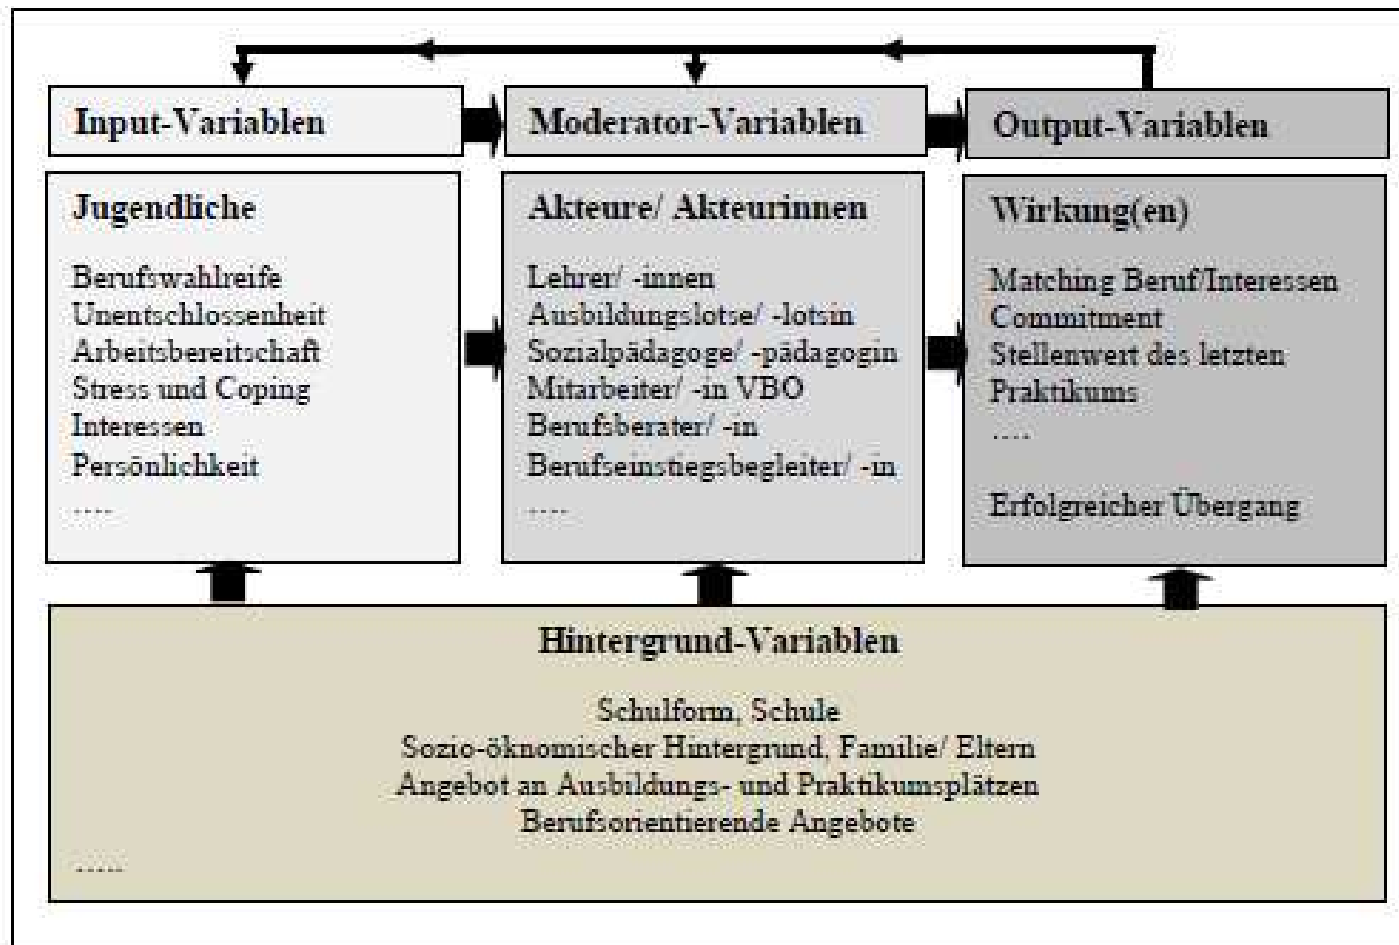 Input-Variablen
Moderator-Variablen
Output-Variablen
Jugendliche
Berufswahlreife
Unentschlossenheit
Arbeitsbereitschaft
Stress und Coping
Interessen
Persönlichkeit
....
Akteure/ Akteurinnen
Lehrer/ -innen
Ausbildungslotse/ -lotsin
Sozialpädagoge/ -pädagogin
Mitarbeiter/ -in VBO
Berufsberater/ -in
Berufseinstiegsbegleiter/ -in
....
Wirkung(en)
Matching Beruf/Interessen
Commitment
Stellenwert des letzten
Praktikums
....
Erfolgreicher Übergang
Hintergrund-Variablen
Schulform, Schule
Sozio-öknomischer Hintergrund, Familie/ Eltern
Angebot an Ausbildungs- und Praktikumsplätzen
Berufsorientierende Angebote
.....